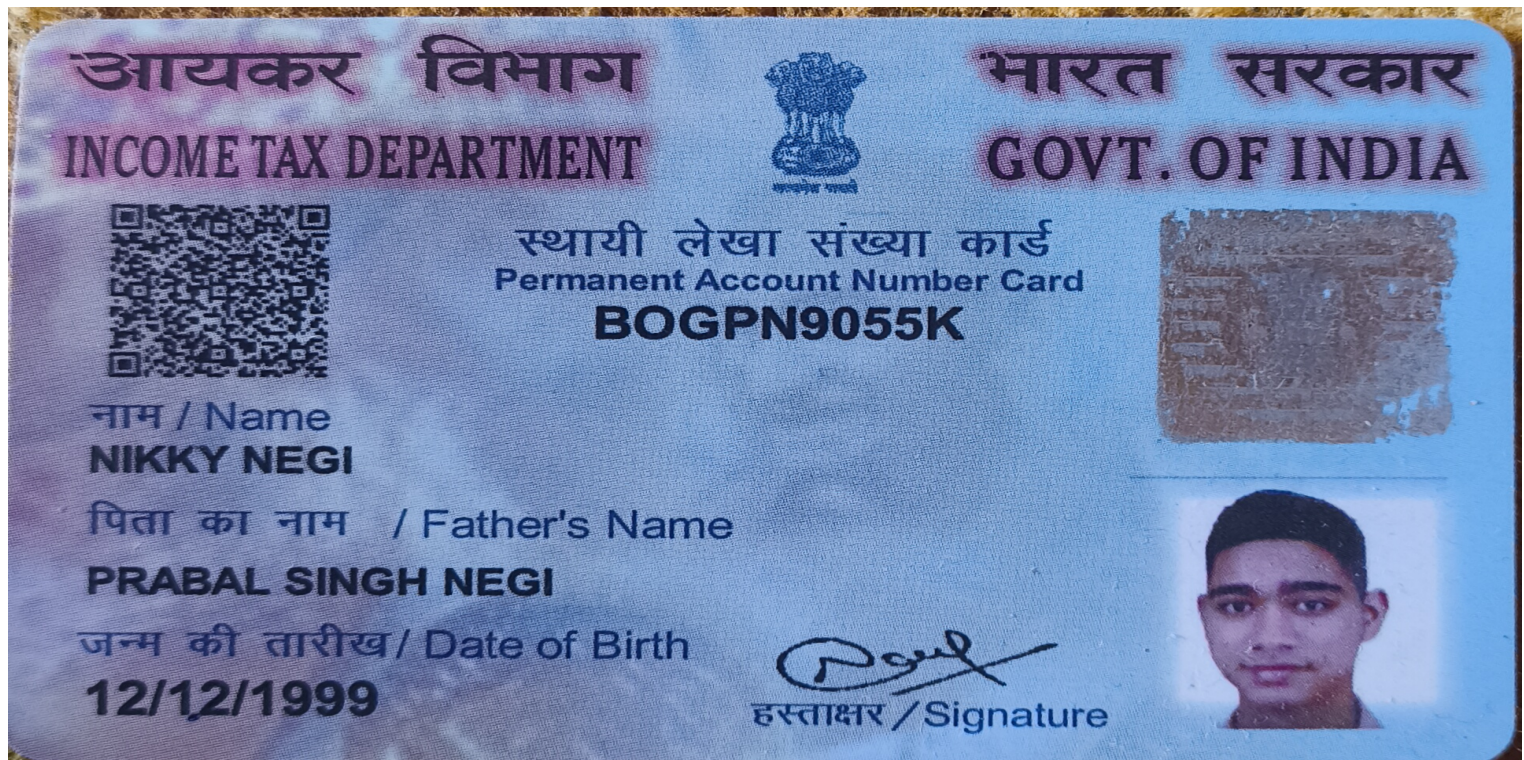 आयकर विभाग
INCOME TAX DEPARTMENT
भारत सरकार
GOVT. OF INDIA
स्थायी लेखा संख्या कार्ड
Permanent Account Number Card
BOGPN9055K
नाम / Name
NIKKY NEGI
पिता का नाम / Father's Name
PRABAL SINGH NEGI
जन्म की तारीख / Date of Birth
12/12/1999
हस्ताक्षर / Signature